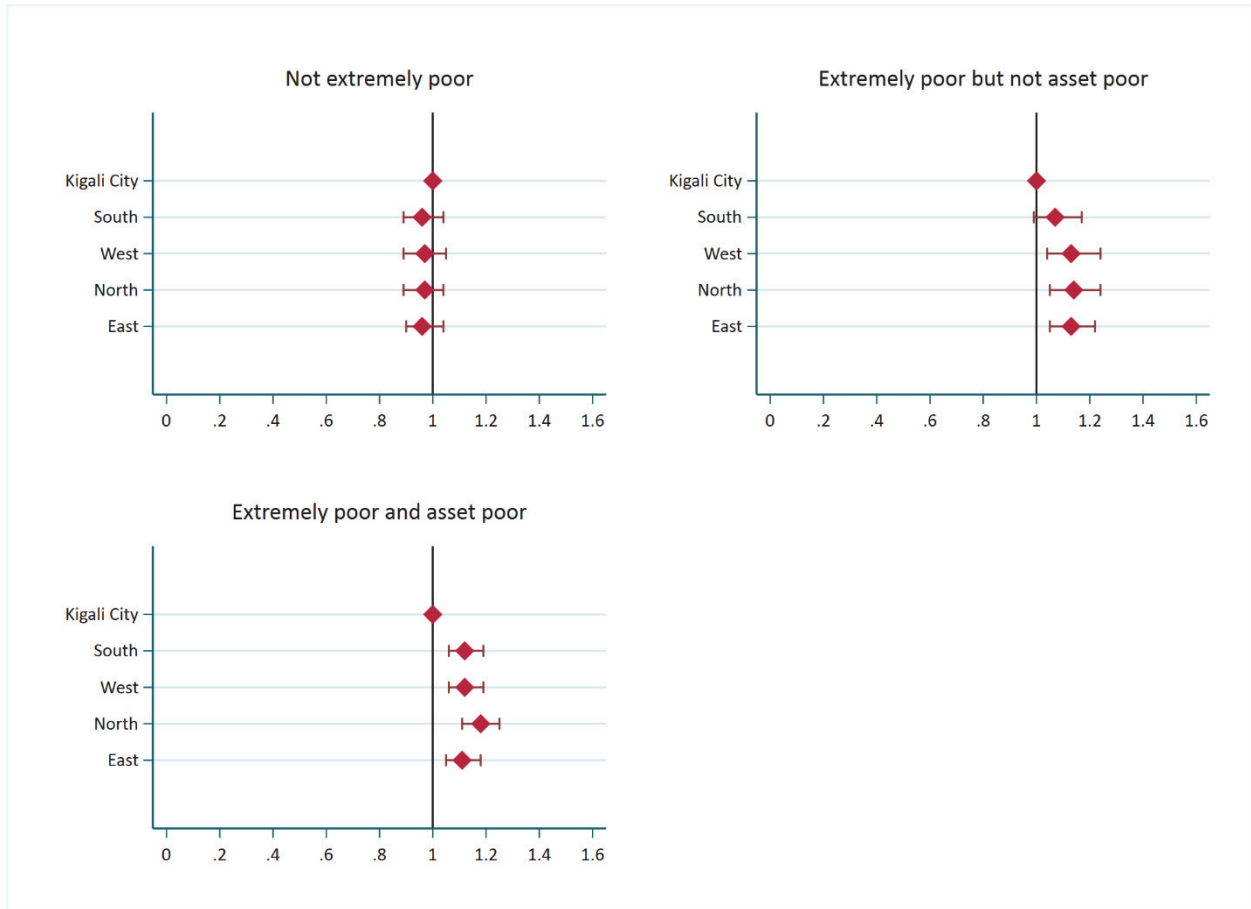 Not extremely poor
Kigali City
South
West
North
East
0 .2 .4 .6 .8 1 1.2 1.4 1.6
Extremely poor but not asset poor
Kigali City
South
West
North
East
0 .2 .4 .6 .8 1 1.2 1.4 1.6
Extremely poor and asset poor
Kigali City
South
West
North
East
0 .2 .4 .6 .8 1 1.2 1.4 1.6